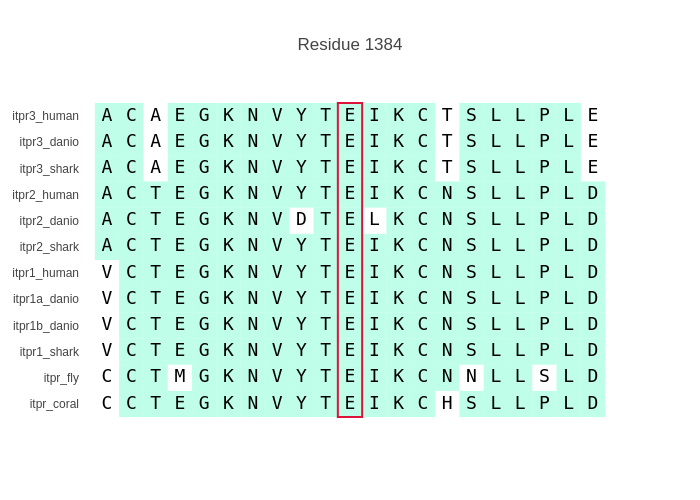 Residue 1384
itpr3_human A C A E G K N V Y T E I K C T S L L P L E
itpr3_danio A C A E G K N V Y T E I K C T S L L P L E
itpr3_shark A C A E G K N V Y T E I K C T S L L P L E
itpr2_human A C T E G K N V Y T E I K C N S L L P L D
itpr2_danio A C T E G K N V D T E L K C N S L L P L D
itpr2_shark A C T E G K N V Y T E I K C N S L L P L D
itpr1_human V C T E G K N V Y T E I K C N S L L P L D
itpr1a_danio V C T E G K N V Y T E I K C N S L L P L D
itpr1b_danio V C T E G K N V Y T E I K C N S L L P L D
itpr1_shark V C T E G K N V Y T E I K C N S L L P L D
itpr_fly C C T M G K N V Y T E I K C N N L L S L D
itpr_coral C C T E G K N V Y T E I K C H S L L P L D